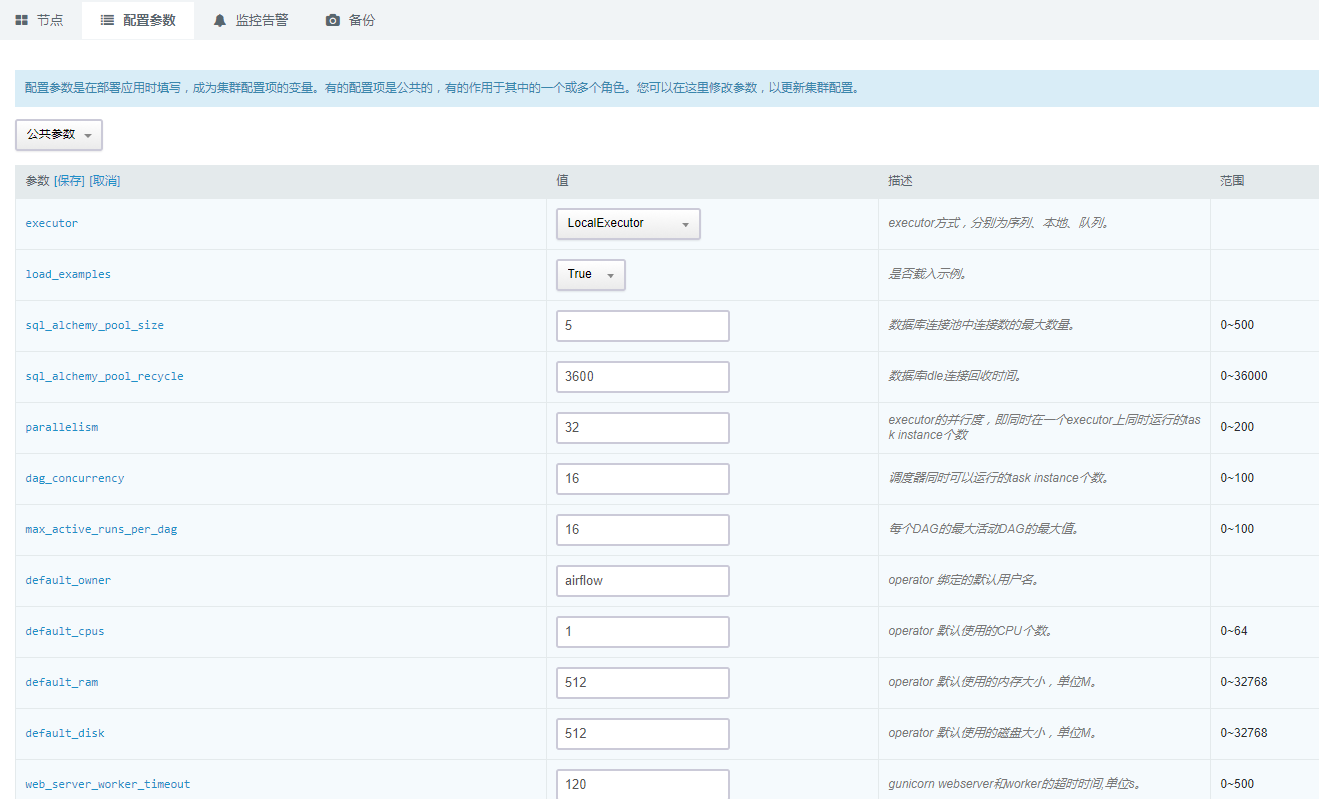 节点 配置参数 监控告警 备份
配置参数是在部署应用时填写，成为集群配置项的变量。有的配置项是公共的，有的作用于其中的一个或多个角色。您可以在这里修改参数，以更新集群配置。
公共参数
参数 [保存] [取消] 值 描述 范围
executor LocalExecutor executor方式，分别为序列、本地、队列。
load_examples True 是否载入示例。
sql_alchemy_pool_size 5 数据库连接池中连接数的最大数量。 0~500
sql_alchemy_pool_recycle 3600 数据库idle连接回收时间。 0~36000
parallelism 32 executor的并行度，即同时在一个executor上同时运行的tas 0~200
k instance个数
dag_concurrency 16 调度器同时可以运行的task instance个数。 0~100
max_active_runs_per_dag 16 每个DAG的最大活动DAG的最大值。 0~100
default_owner airflow operator 绑定的默认用户名。
default_cpus 1 operator 默认使用的CPU个数。 0~64
default_ram 512 operator 默认使用的内存大小，单位M。 0~32768
default_disk 512 operator 默认使用的磁盘大小，单位M。 0~32768
web_server_worker_timeout 120 gunicorn webserver和worker的超时时间,单位s。 0~500